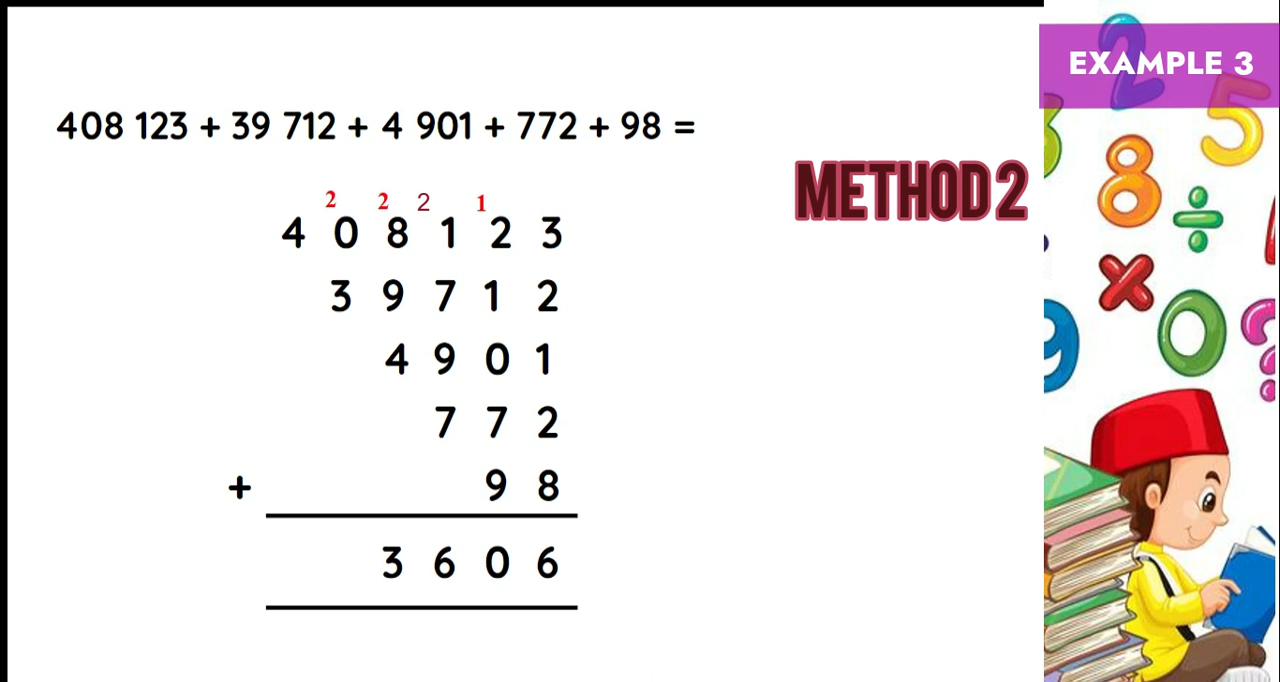 EXAMPLE 3
408 123 + 39 712 + 4 901 + 772 + 98 =
METHOD 2
2 2 2 1
4 0 8 1 2 3
3 9 7 1 2
4 9 0 1
7 7 2
+ 9 8
3 6 0 6